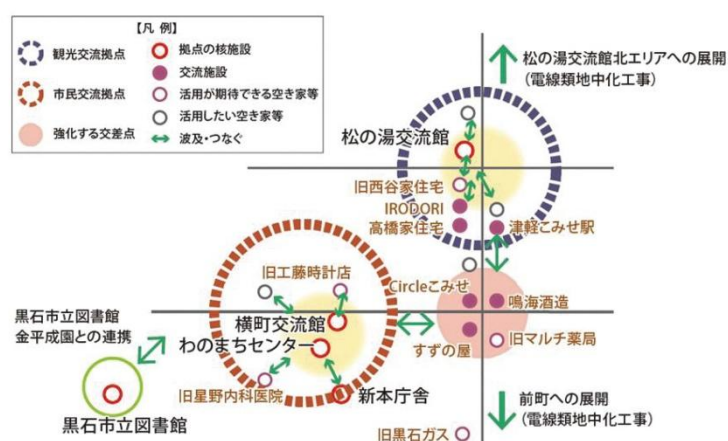 【凡 例】
観光交流拠点
市民交流拠点
強化する交差点
拠点の核施設
交流施設
活用が期待できる空き家等
活用したい空き家等
波及・つなぐ
松の湯交流館北エリアへの展開
（電線類地中化工事）
松の湯交流館
旧西谷家住宅
IRODORI
高橋家住宅
津軽こみせ駅
Circleこみせ
鳴海酒造
すずの屋
旧マルチ薬局
旧工藤時計店
横町交流館
わのまちセンター
旧星野内科医院
新本庁舎
黒石市立図書館
金平成園との連携
黒石市立図書館
前町への展開
（電線類地中化工事）
旧黒石ガス